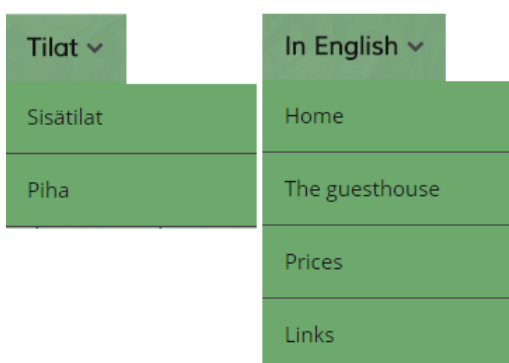 Tilat
Sisätilat
Piha
In English
Home
The guesthouse
Prices
Links